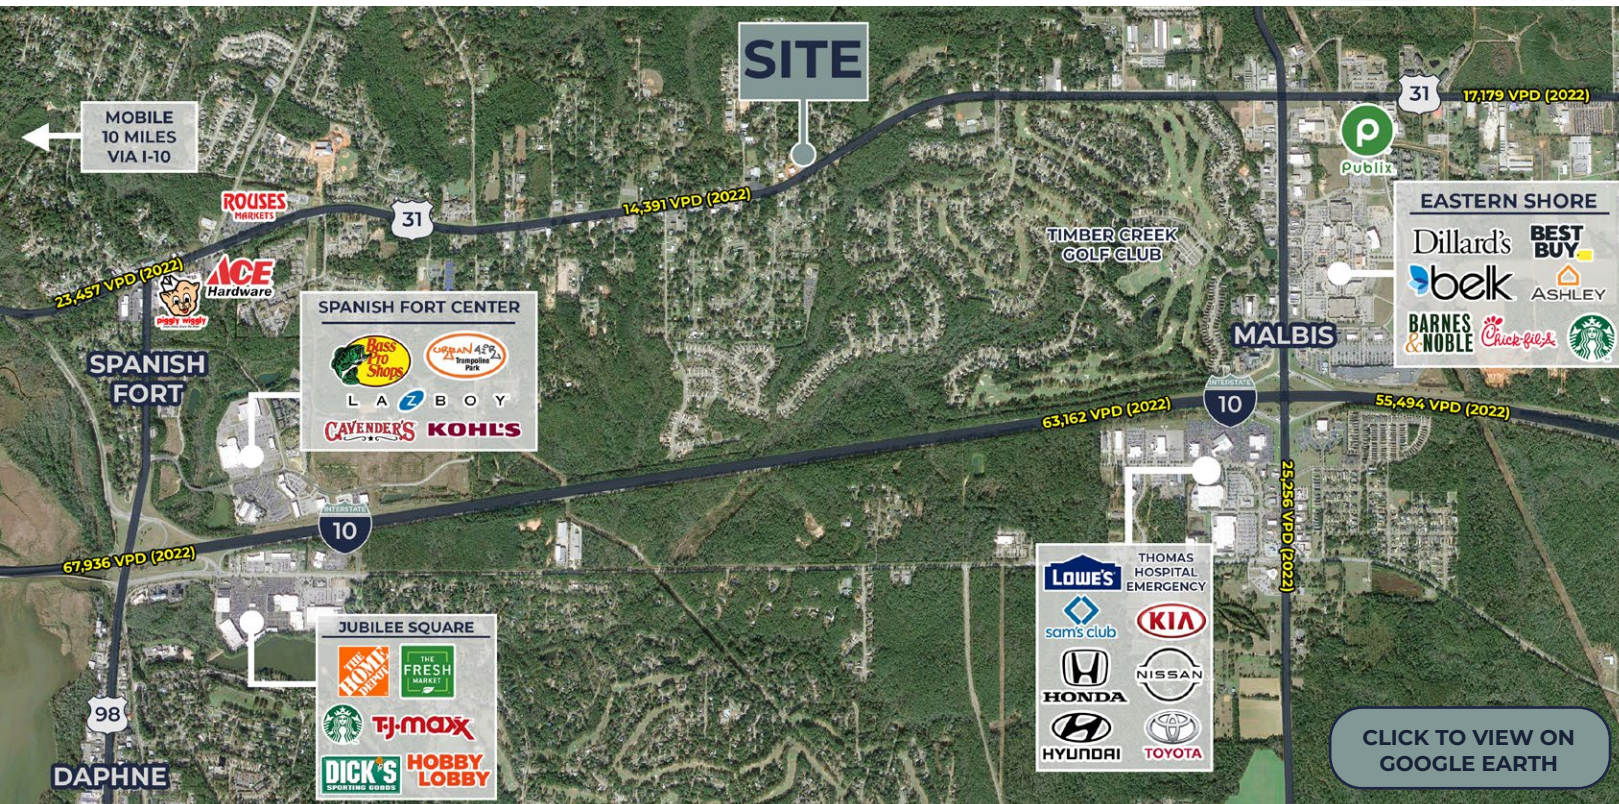 SITE
MOBILE
10 MILES
VIA I-10
31
17,179 VPD (2022)
Publix
ROUSES
MARKETS
31
14,391 VPD (2022)
23,457 VPD (2022)
ACE
Hardware
piggly wiggly
SPANISH
FORT
SPANISH FORT CENTER
Bass
Pro
Shops
URBAN AIR
Trampoline
Park
LA Z BOY
CAVENDER'S
KOHL'S
TIMBER CREEK
GOLF CLUB
EASTERN SHORE
Dillard's
BEST
BUY
belk
ASHLEY
BARNES
&NOBLE
Chick-fil-A
MALBIS
INTERSTATE
10
63,162 VPD (2022)
55,494 VPD (2022)
25,256 VPD (2022)
INTERSTATE
10
67,936 VPD (2022)
JUBILEE SQUARE
THE
HOME
DEPOT
THE
FRESH
MARKET
T.J.maxx
DICK'S
SPORTING GOODS
HOBBY
LOBBY
98
DAPHNE
LOWE'S
THOMAS
HOSPITAL
EMERGENCY
sam's club
KIA
HONDA
NISSAN
HYUNDAI
TOYOTA
CLICK TO VIEW ON
GOOGLE EARTH